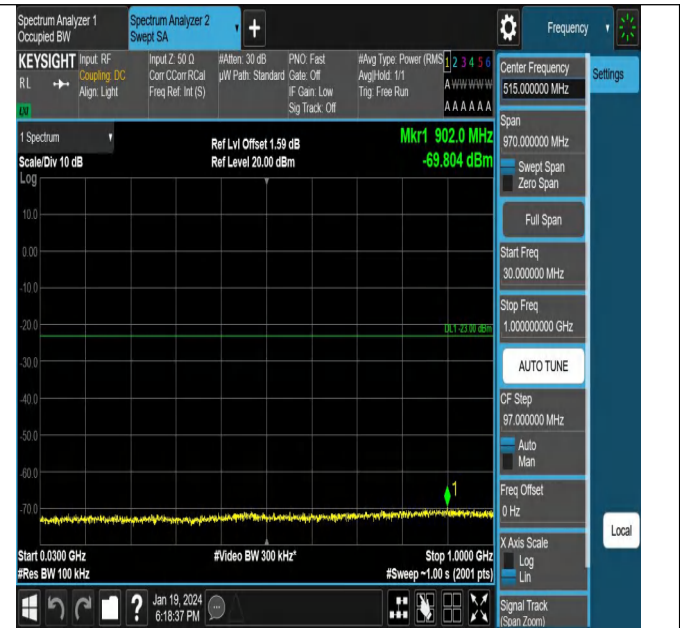 Spectrum Analyzer 1
Occupied BW
Spectrum Analyzer 2
Swept SA
Frequency
KEYSIGHT
RL
LXI
Input: RF
Coupling: DC
Align: Light
Input Z: 50 Ω
Corr CCorr RCal
Freq Ref: Int (S)
#Atten: 30 dB
µW Path: Standard
PNO: Fast
Gate: Off
IF Gain: Low
Sig Track: Off
#Avg Type: Power (RMS
Avg|Hold: 1/1
Trig: Free Run
1 2 3 4 5 6
A W W W W W
A A A A A A
1 Spectrum
Scale/Div 10 dB
Log
Ref Lvl Offset 1.59 dB
Ref Level 20.00 dBm
Mkr1 902.0 MHz
-69.804 dBm
10.0
0.00
-10.0
-20.0
DL1 -23.00 dBm
-30.0
-40.0
-50.0
-60.0
1
-70.0
Start 0.0300 GHz
#Res BW 100 kHz
#Video BW 300 kHz*
Stop 1.0000 GHz
#Sweep ~1.00 s (2001 pts)
Jan 19, 2024
6:18:37 PM
Center Frequency
515.000000 MHz
Settings
Span
970.000000 MHz
Swept Span
Zero Span
Full Span
Start Freq
30.000000 MHz
Stop Freq
1.000000000 GHz
AUTO TUNE
CF Step
97.000000 MHz
Auto
Man
Freq Offset
0 Hz
X Axis Scale
Log
Lin
Local
Signal Track
(Span Zoom)